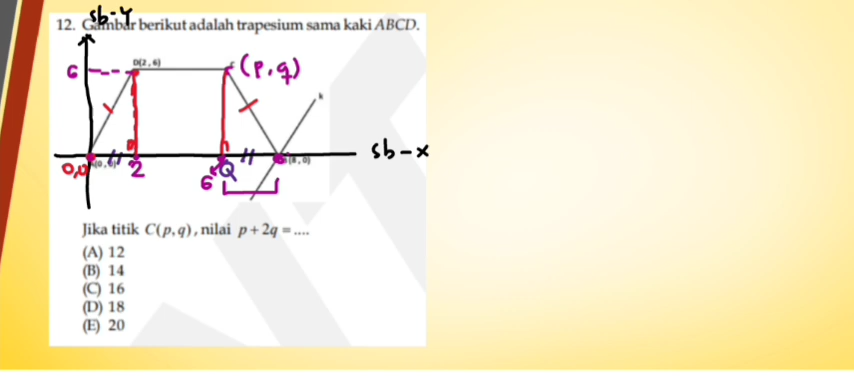 sb-Y
12. Gambar berikut adalah trapesium sama kaki ABCD.
6
D(2, 6)
C (p, q)
k
sb-x
0,0
A(0, 0)
2
6
Q
B(8, 0)
Jika titik C(p, q), nilai p + 2q = ....
(A) 12
(B) 14
(C) 16
(D) 18
(E) 20